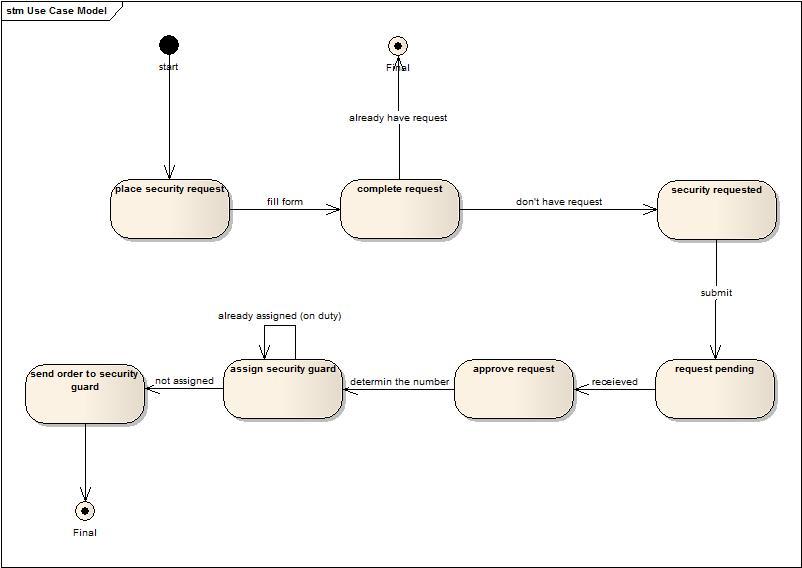 stm Use Case Model
start
Final
already have request
place security request
fill form
complete request
don't have request
security requested
submit
already assigned (on duty)
send order to security
guard
not assigned
assign security guard
determin the number
approve request
receieved
request pending
Final